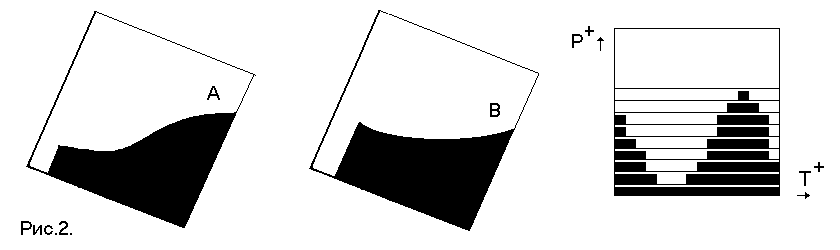 A
B
P+ ↑
T+
→
Рис.2.